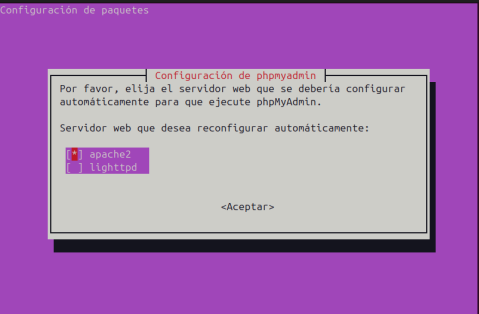 Configuración de paquetes
Configuración de phpmyadmin
Por favor, elija el servidor web que se debería configurar
automáticamente para que ejecute phpMyAdmin.
Servidor web que desea reconfigurar automáticamente:
[*] apache2
[ ] lighttpd
<Aceptar>